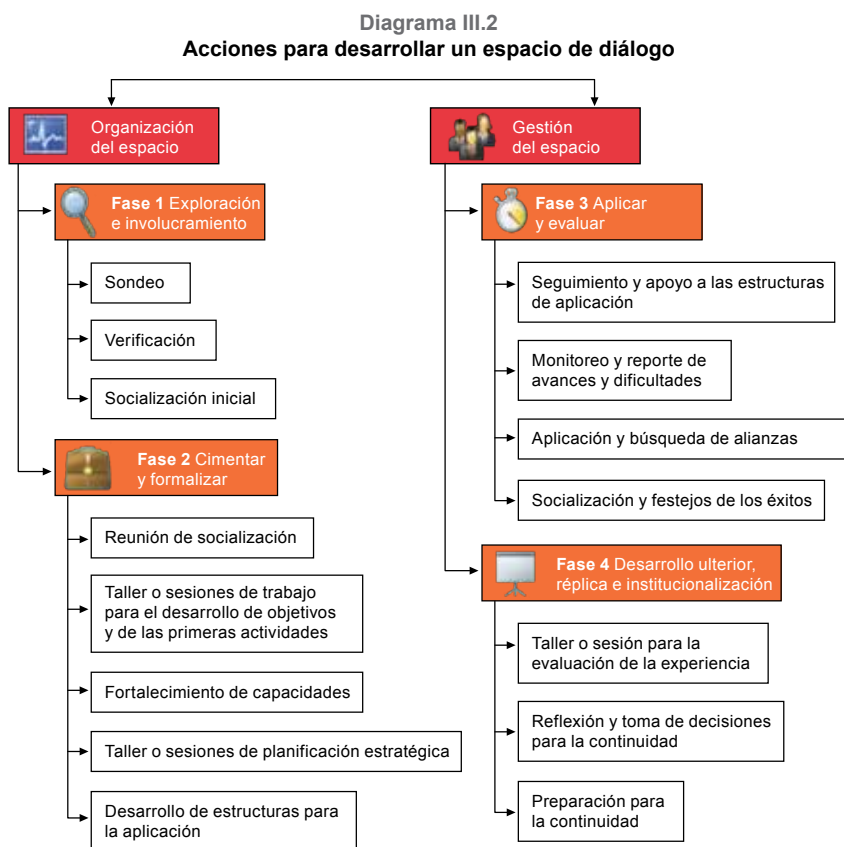 Diagrama III.2
Acciones para desarrollar un espacio de diálogo
Organización
del espacio
Fase 1 Exploración
e involucramiento
Sondeo
Verificación
Socialización inicial
Fase 2 Cimentar
y formalizar
Reunión de socialización
Taller o sesiones de trabajo
para el desarrollo de objetivos
y de las primeras actividades
Fortalecimiento de capacidades
Taller o sesiones de planificación estratégica
Desarrollo de estructuras para
la aplicación
Gestión
del espacio
Fase 3 Aplicar
y evaluar
Seguimiento y apoyo a las estructuras
de aplicación
Monitoreo y reporte de
avances y dificultades
Aplicación y búsqueda de alianzas
Socialización y festejos de los éxitos
Fase 4 Desarrollo ulterior,
réplica e institucionalización
Taller o sesión para la
evaluación de la experiencia
Reflexión y toma de decisiones
para la continuidad
Preparación para
la continuidad